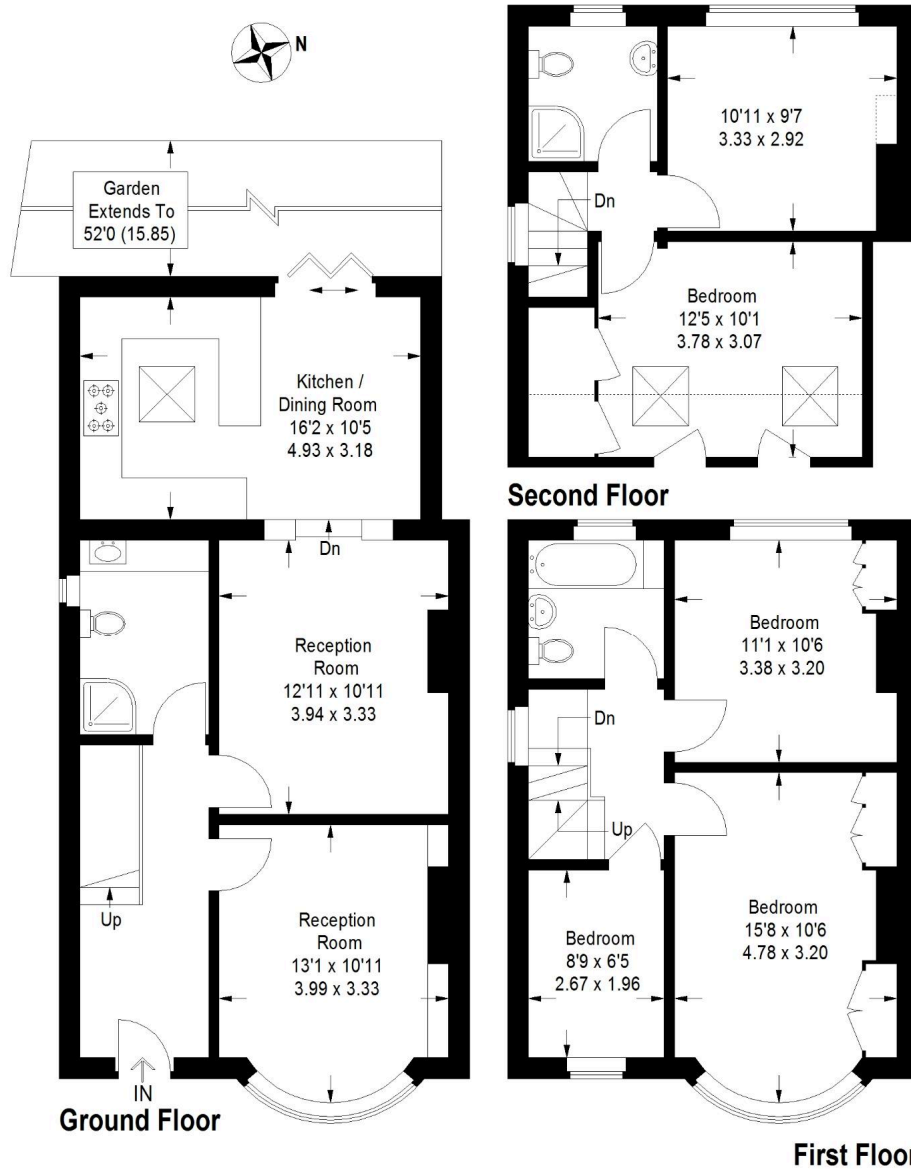 N
Garden
Extends To
52'0 (15.85)
Kitchen /
Dining Room
16'2 x 10'5
4.93 x 3.18
Dn
Reception
Room
12'11 x 10'11
3.94 x 3.33
Up
Reception
Room
13'1 x 10'11
3.99 x 3.33
IN
Ground Floor
10'11 x 9'7
3.33 x 2.92
Dn
Bedroom
12'5 x 10'1
3.78 x 3.07
Second Floor
Bedroom
11'1 x 10'6
3.38 x 3.20
Dn
Up
Bedroom
15'8 x 10'6
4.78 x 3.20
Bedroom
8'9 x 6'5
2.67 x 1.96
First Floor